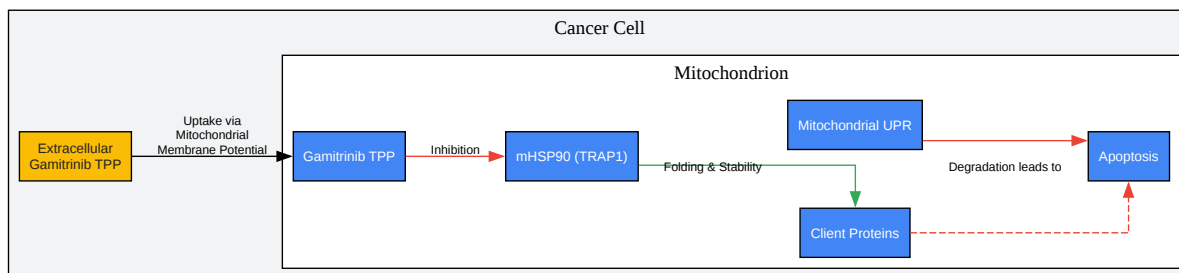 Cancer Cell
Mitochondrion
Extracellular
Gamitrinib TPP
Uptake via
Mitochondrial
Membrane Potential
Gamitrinib TPP
Inhibition
mHSP90 (TRAP1)
Folding & Stability
Mitochondrial UPR
Client Proteins
Degradation leads to
Apoptosis